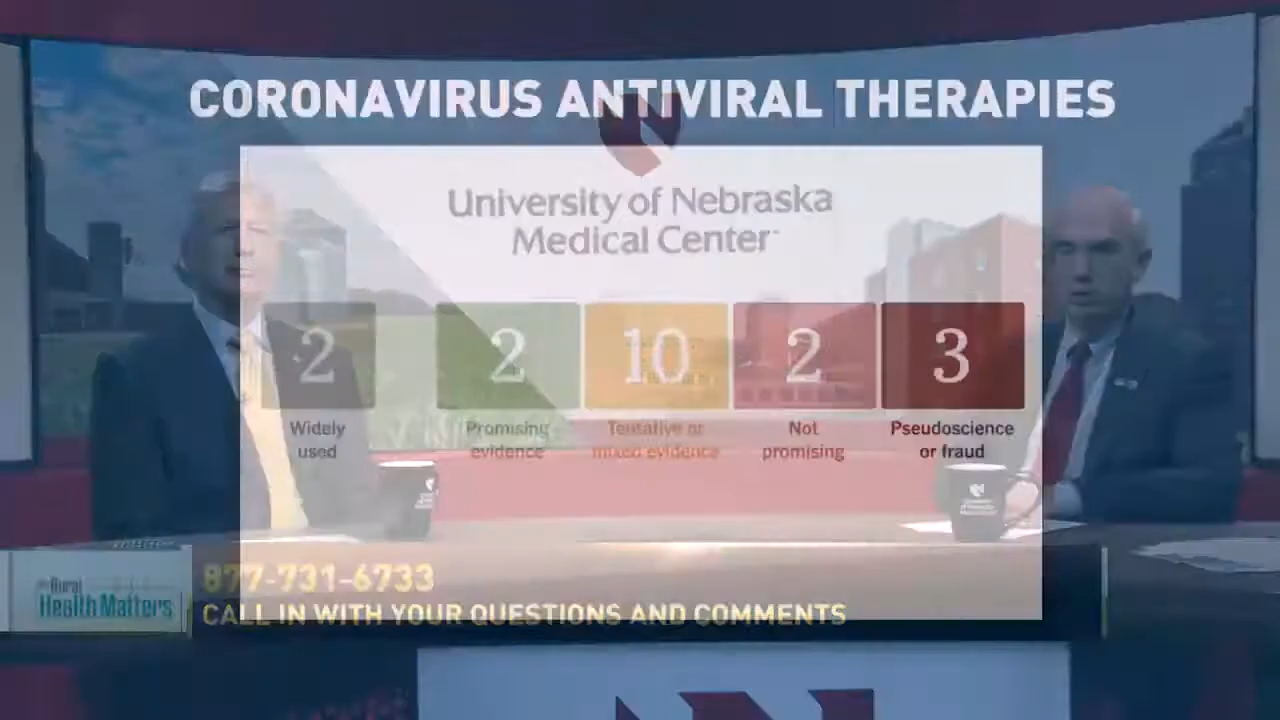 CORONAVIRUS ANTIVIRAL THERAPIES
University of Nebraska
Medical Center
2
2
10
2
3
Widely
used
Promising
evidence
Tentative or
mixed evidence
Not
promising
Pseudoscience
or fraud
Rural
Health Matters
877-731-6733
CALL IN WITH YOUR QUESTIONS AND COMMENTS